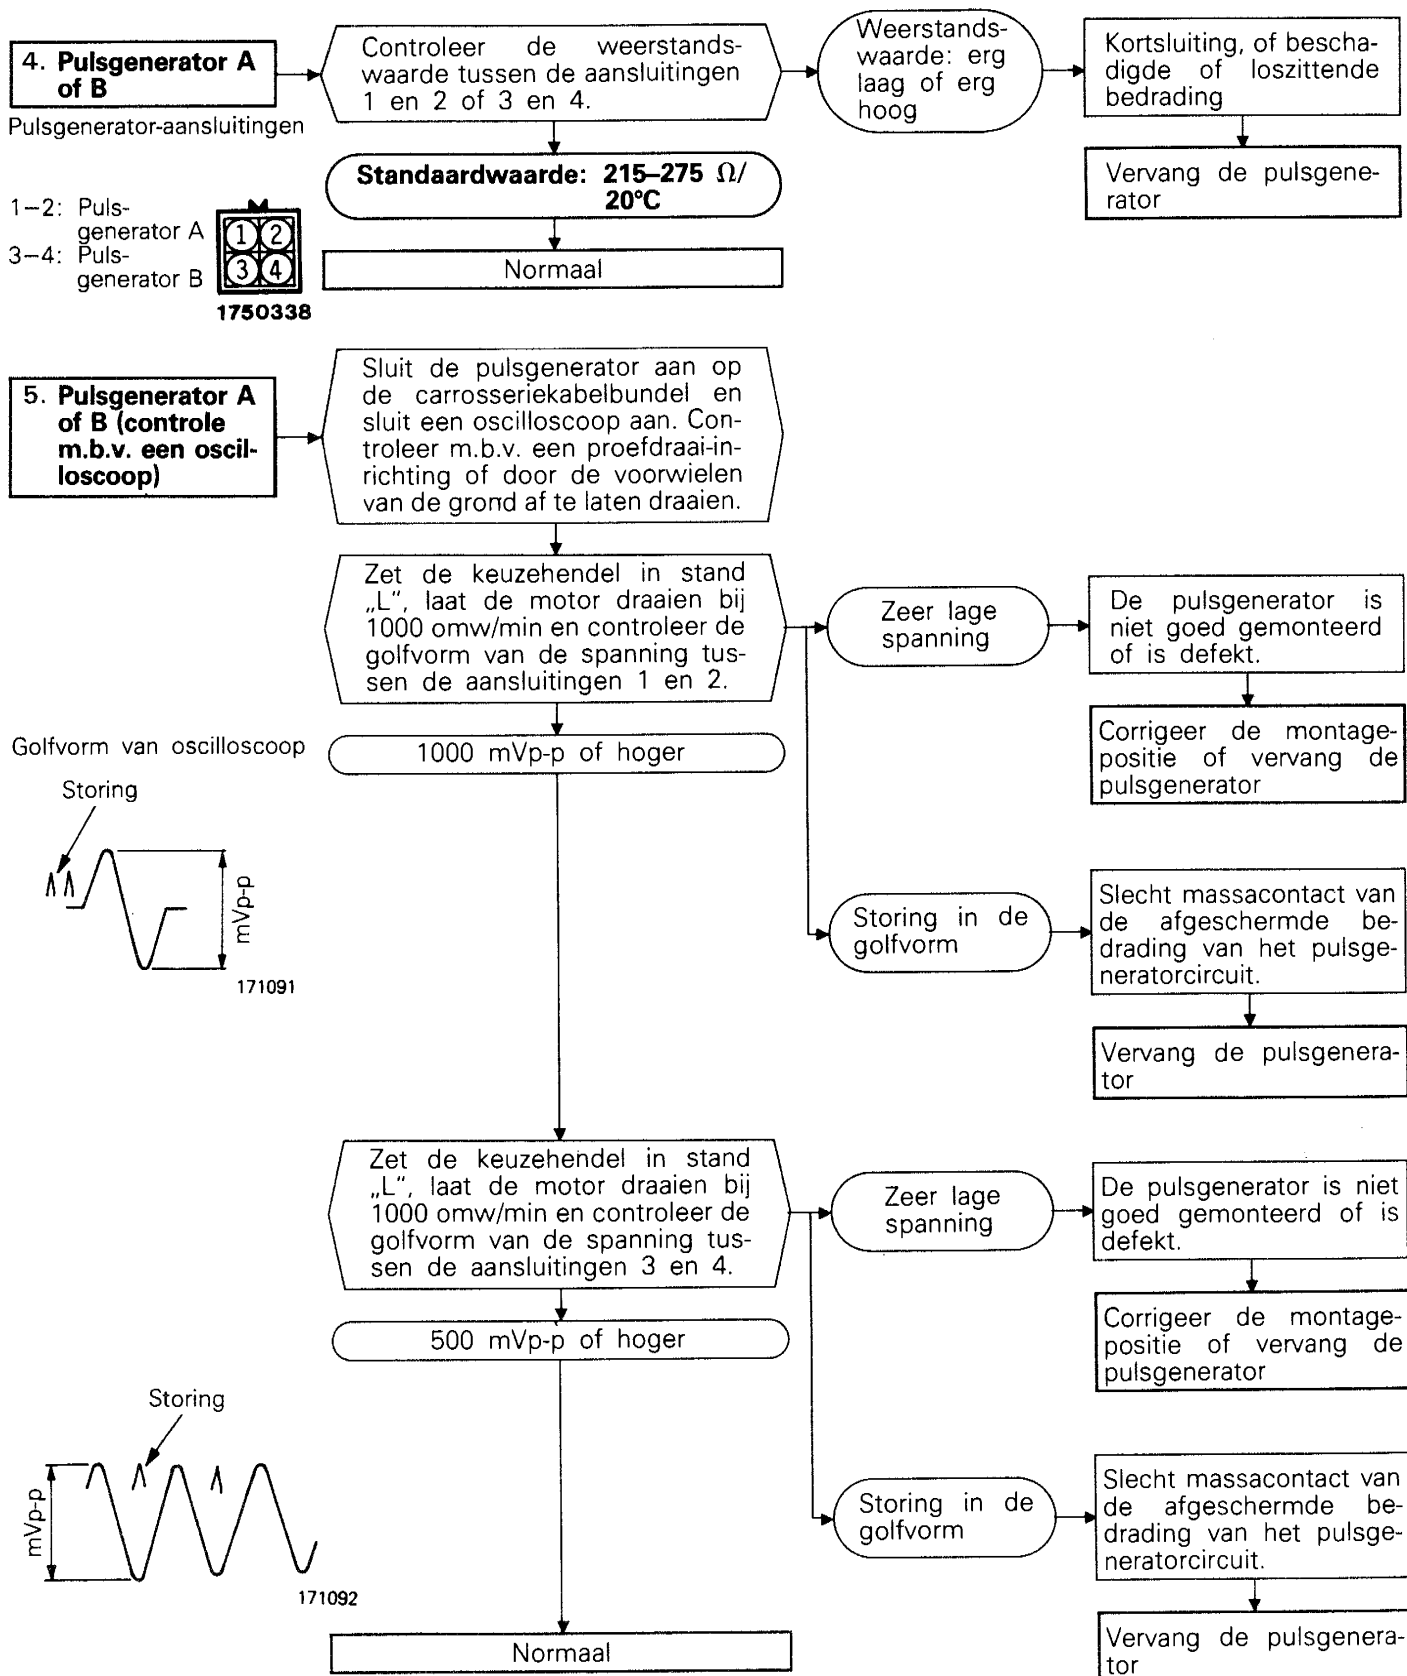 4. Pulsgenerator A
of B
Pulsgenerator-aansluitingen
1–2: Puls-
generator A
3–4: Puls-
generator B
1 2
3 4
1750338
Controleer de weerstands-
waarde tussen de aansluitingen
1 en 2 of 3 en 4.
Standaardwaarde: 215–275 Ω/
20°C
Normaal
Weerstands-
waarde: erg
laag of erg
hoog
Kortsluiting, of bescha-
digde of loszittende
bedrading
Vervang de pulsgene-
rator
5. Pulsgenerator A
of B (controle
m.b.v. een oscil-
loscoop)
Sluit de pulsgenerator aan op
de carrosseriekabelbundel en
sluit een oscilloscoop aan. Con-
troleer m.b.v. een proefdraai-in-
richting of door de voorwielen
van de grond af te laten draaien.
Zet de keuzehendel in stand
„L“, laat de motor draaien bij
1000 omw/min en controleer de
golfvorm van de spanning tus-
sen de aansluitingen 1 en 2.
Zeer lage
spanning
De pulsgenerator is
niet goed gemonteerd
of is defekt.
Corrigeer de montage-
positie of vervang de
pulsgenerator
1000 mVp-p of hoger
Golfvorm van oscilloscoop
Storing
mVp-p
171091
Storing in de
golfvorm
Slecht massacontact van
de afgeschermde be-
drading van het pulsge-
neratorcircuit.
Vervang de pulsgenera-
tor
Zet de keuzehendel in stand
„L“, laat de motor draaien bij
1000 omw/min en controleer de
golfvorm van de spanning tus-
sen de aansluitingen 3 en 4.
Zeer lage
spanning
De pulsgenerator is niet
goed gemonteerd of is
defekt.
Corrigeer de montage-
positie of vervang de
pulsgenerator
500 mVp-p of hoger
Storing
mVp-p
171092
Storing in de
golfvorm
Slecht massacontact van
de afgeschermde be-
drading van het pulsge-
neratorcircuit.
Vervang de pulsgenera-
tor
Normaal